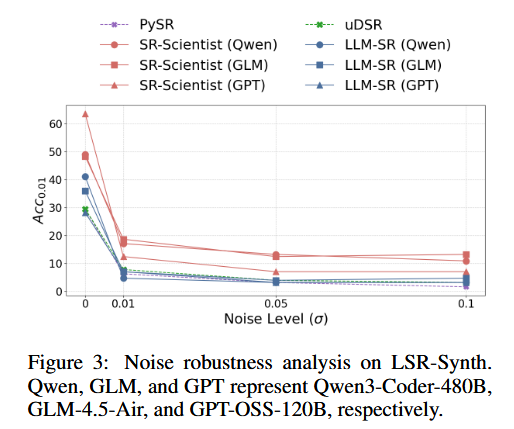 PySR
uDSR
SR-Scientist (Qwen)
LLM-SR (Qwen)
SR-Scientist (GLM)
LLM-SR (GLM)
SR-Scientist (GPT)
LLM-SR (GPT)
Acc0.01
60
50
40
30
20
10
0
0
0.01
0.05
0.1
Noise Level (σ)
Figure 3: Noise robustness analysis on LSR-Synth.
Qwen, GLM, and GPT represent Qwen3-Coder-480B,
GLM-4.5-Air, and GPT-OSS-120B, respectively.